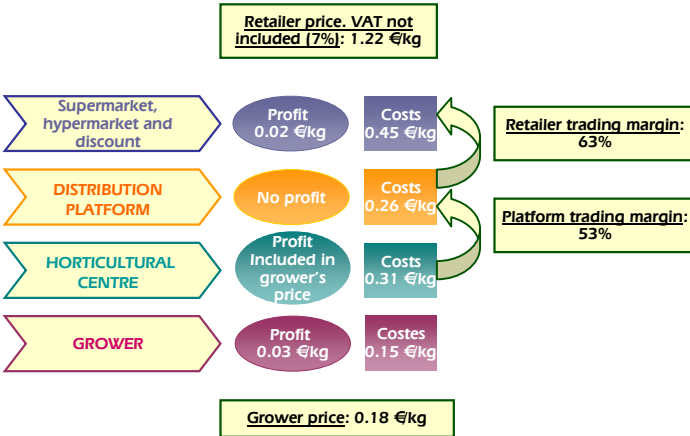 Retailer price. VAT not
included (7%): 1.22 €/kg
Supermarket,
hypermarket and
discount
Profit
0.02 €/kg
Costs
0.45 €/kg
Retailer trading margin:
63%
DISTRIBUTION
PLATFORM
No profit
Costs
0.26 €/kg
Platform trading margin:
53%
HORTICULTURAL
CENTRE
Profit
Included in
grower's
price
Costs
0.31 €/kg
GROWER
Profit
0.03 €/kg
Costes
0.15 €/kg
Grower price: 0.18 €/kg